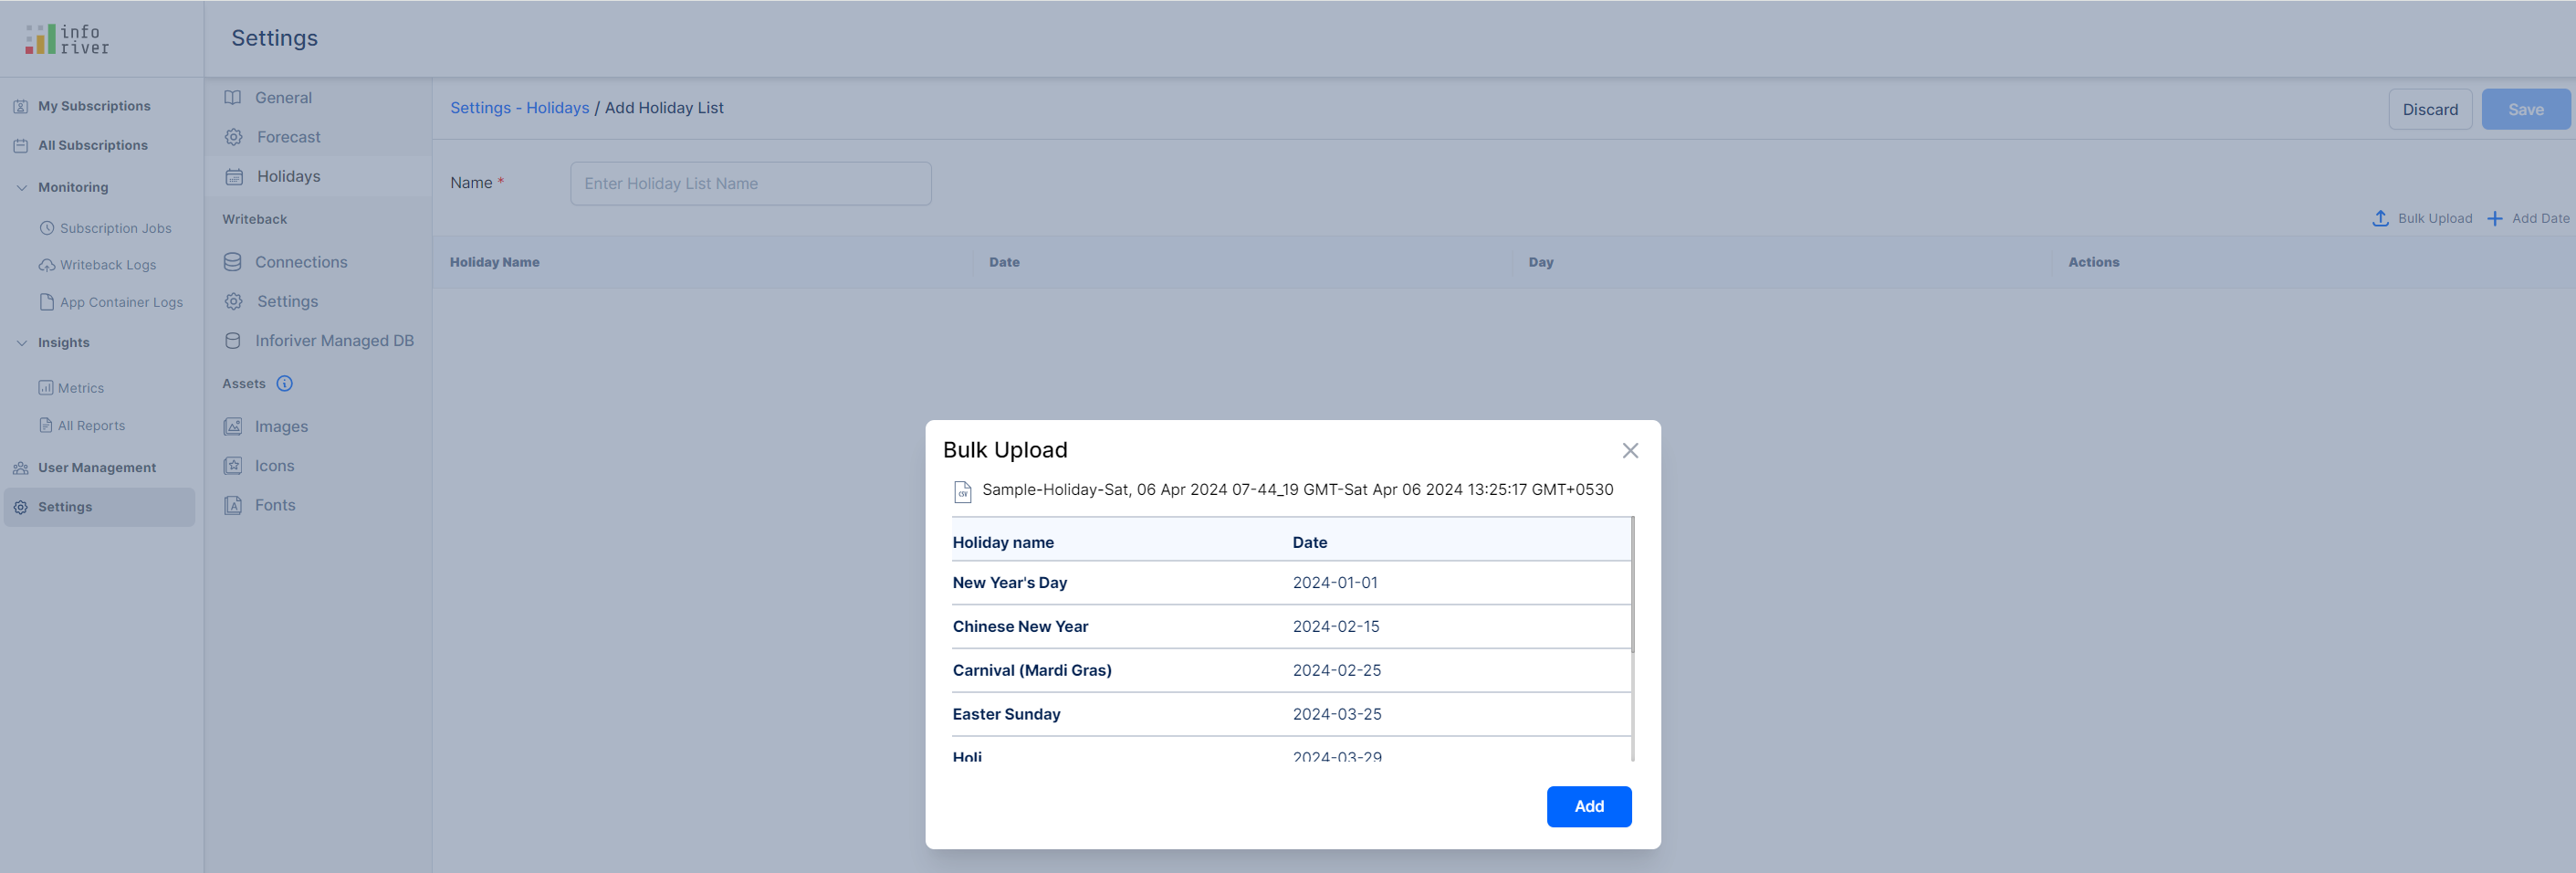 info
river
Settings
My Subscriptions
All Subscriptions
Monitoring
Subscription Jobs
Writeback Logs
App Container Logs
Insights
Metrics
All Reports
User Management
Settings
General
Forecast
Holidays
Writeback
Connections
Settings
Inforiver Managed DB
Assets
Images
Icons
Fonts
Settings - Holidays / Add Holiday List
Discard
Save
Name *
Enter Holiday List Name
Bulk Upload
Add Date
Holiday Name Date Day Actions
Bulk Upload
CSV
Sample-Holiday-Sat, 06 Apr 2024 07-44_19 GMT-Sat Apr 06 2024 13:25:17 GMT+0530
Holiday name Date
New Year's Day 2024-01-01
Chinese New Year 2024-02-15
Carnival (Mardi Gras) 2024-02-25
Easter Sunday 2024-03-25
Holi 2024-03-29
Add